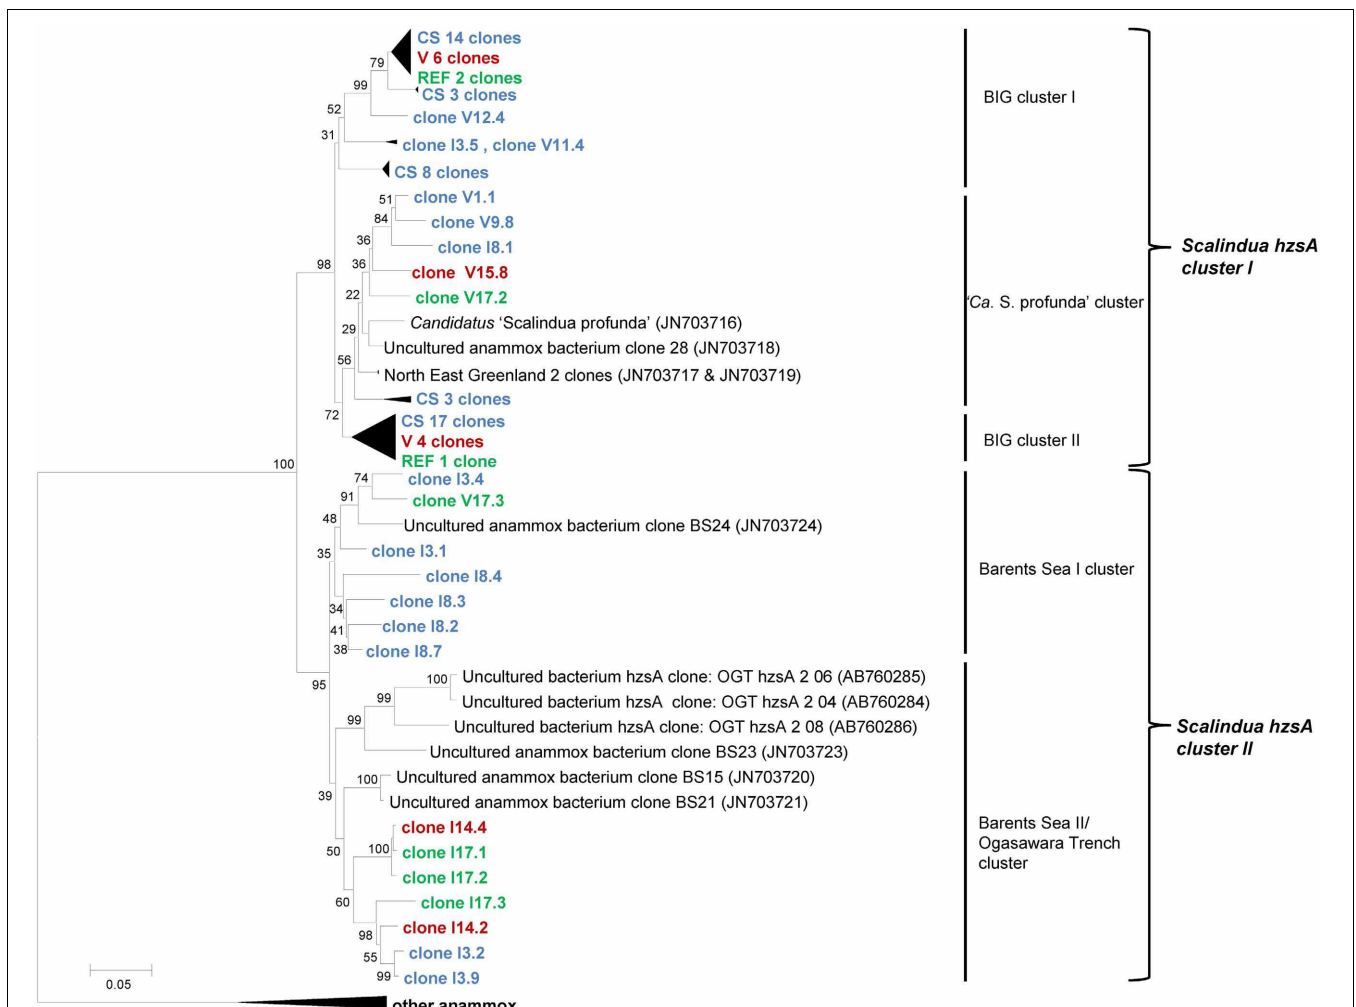 CS 14 clones
V 6 clones
REF 2 clones
79
CS 3 clones
99
BIG cluster I
52
clone V12.4
31
clone I3.5 , clone V11.4
CS 8 clones
51
clone V1.1
84
clone V9.8
36
clone I8.1
Scalindua hzsA
cluster I
98
36
clone  V15.8
22
clone V17.2
'Ca. S. profunda' cluster
29
Candidatus 'Scalindua profunda' (JN703716)
Uncultured anammox bacterium clone 28 (JN703718)
56
North East Greenland 2 clones (JN703717 & JN703719)
CS 3 clones
72
CS 17 clones
V 4 clones
REF 1 clone
BIG cluster II
100
74
clone I3.4
91
clone V17.3
48
Uncultured anammox bacterium clone BS24 (JN703724)
35
clone I3.1
clone I8.4
Barents Sea I cluster
34
clone I8.3
41
clone I8.2
38
clone I8.7
95
100
Uncultured bacterium hzsA clone: OGT hzsA 2 06 (AB760285)
99
Uncultured bacterium hzsA  clone: OGT hzsA 2 04 (AB760284)
99
Uncultured bacterium hzsA clone: OGT hzsA 2 08 (AB760286)
Scalindua hzsA
cluster II
Uncultured anammox bacterium clone BS23 (JN703723)
100
Uncultured anammox bacterium clone BS15 (JN703720)
39
Uncultured anammox bacterium clone BS21 (JN703721)
clone I14.4
Barents Sea II/
Ogasawara Trench
cluster
50
100
clone I17.1
clone I17.2
60
clone I17.3
98
clone I14.2
55
clone I3.2
99
clone I3.9
0.05
other anammox